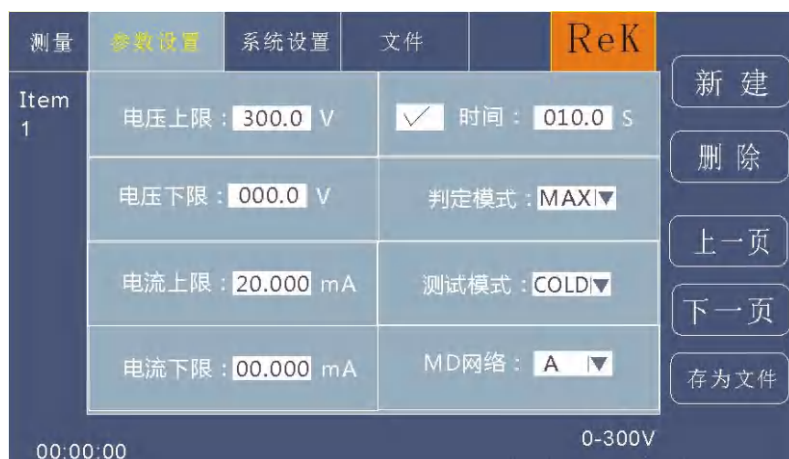 测量 参数设置 系统设置 文件 ReK
Item
1
电压上限：300.0 V
时间： 010.0 S
电压下限：000.0 V
判定模式：MAX
电流上限：20.000 mA
测试模式：COLD
电流下限：00.000 mA
MD网络： A
新 建
删 除
上一页
下一页
存为文件
00:00:00
0-300V